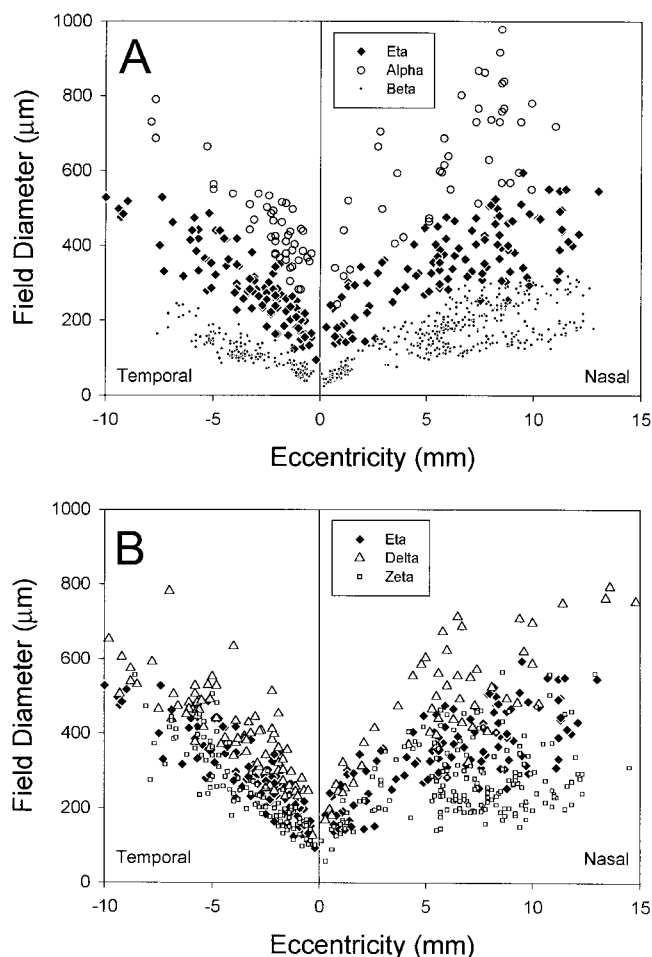 A
Eta
Alpha
Beta
1000
800
600
400
200
0
Field Diameter (μm)
Temporal
Nasal
-10
-5
0
5
10
15
Eccentricity (mm)
B
Eta
Delta
Zeta
1000
800
600
400
200
0
Field Diameter (μm)
Temporal
Nasal
-10
-5
0
5
10
15
Eccentricity (mm)